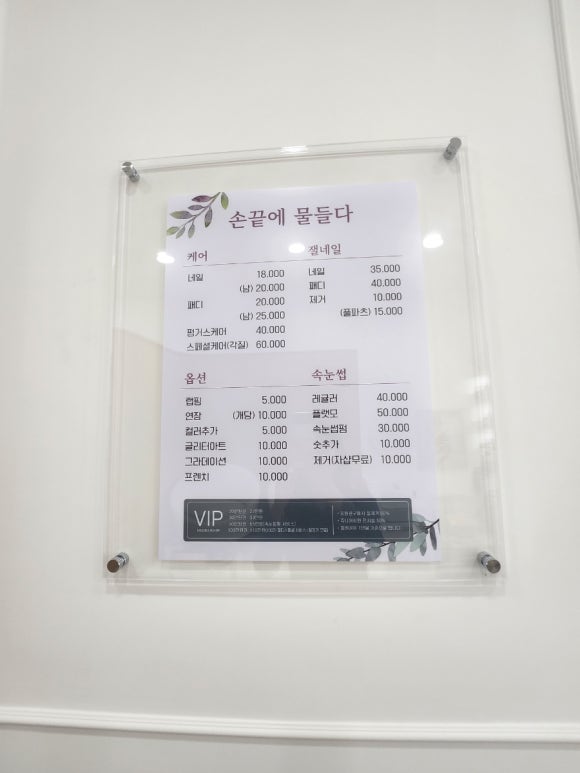 손끝에 물들다
케어
네일 18.000
(남) 20.000
패디 20.000
(남) 25.000
핑거스케어 40.000
스페셜케어(각질) 60.000
젤네일
네일 35.000
패디 40.000
제거 10.000
(풀파츠) 15.000
옵션
랩핑 5.000
연장 (개당) 10.000
컬러추가 5.000
글리터아트 10.000
그라데이션 10.000
프렌치 10.000
속눈썹
레귤러 40.000
플랫모 50.000
속눈썹펌 30.000
숫추가 10.000
제거(자샵무료) 10.000
VIP